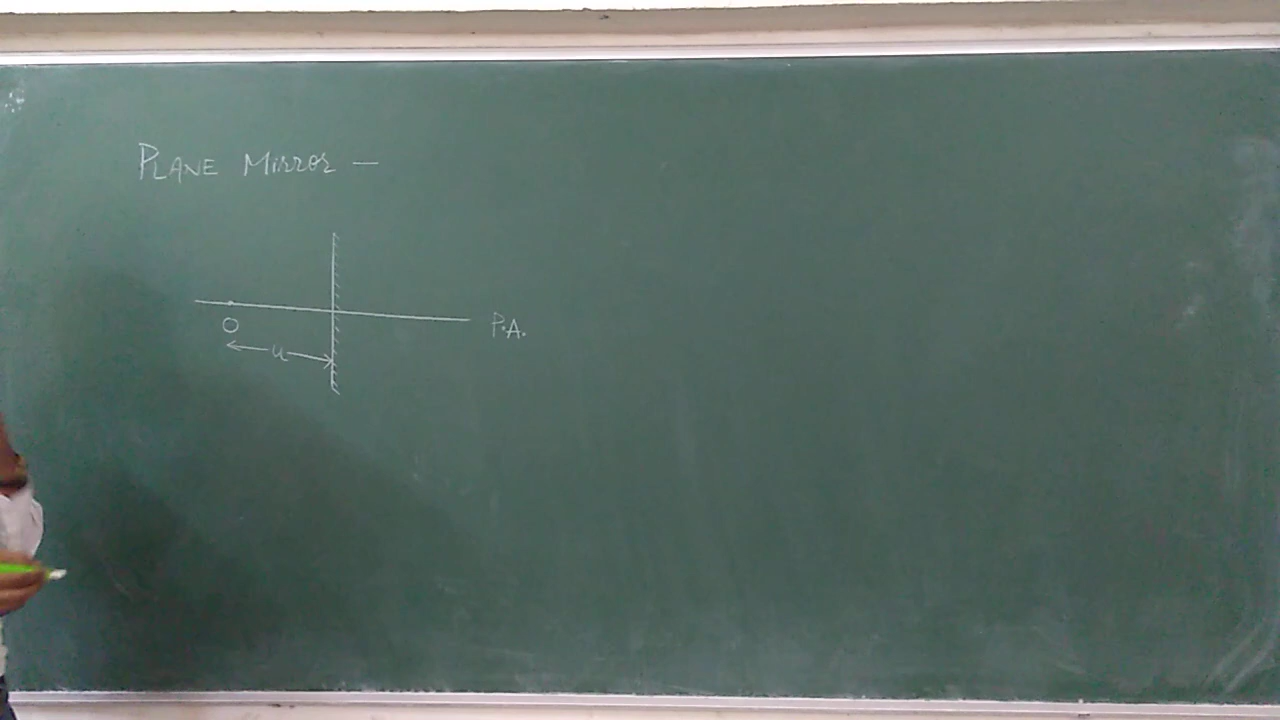 PLANE MIRROR —
P.A.
O
u